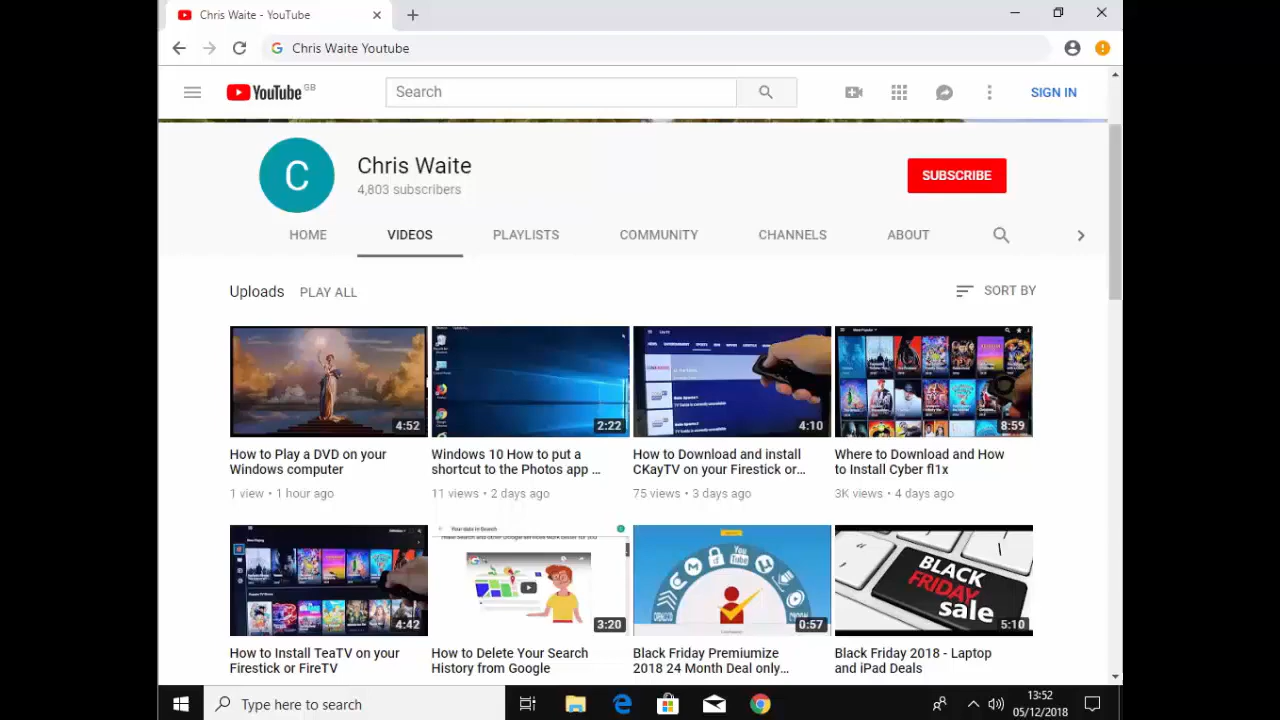 Chris Waite - YouTube
Chris Waite Youtube
YouTube GB
Search
SIGN IN
C
Chris Waite
4,803 subscribers
SUBSCRIBE
HOME
VIDEOS
PLAYLISTS
COMMUNITY
CHANNELS
ABOUT
Uploads
PLAY ALL
SORT BY
4:52
2:22
4:10
8:59
How to Play a DVD on your
Windows computer
1 view • 1 hour ago
Windows 10 How to put a
shortcut to the Photos app ...
11 views • 2 days ago
How to Download and install
CKayTV on your Firestick or...
75 views • 3 days ago
Where to Download and How
to Install Cyber fl1x
3K views • 4 days ago
4:42
Your data in Search
3:20
You
Tube
0:57
BLACK
FRIDAY
sale
5:10
How to Install TeaTV on your
Firestick or FireTV
How to Delete Your Search
History from Google
Black Friday Premiumize
2018 24 Month Deal only...
Black Friday 2018 - Laptop
and iPad Deals
Type here to search
13:52
05/12/2018